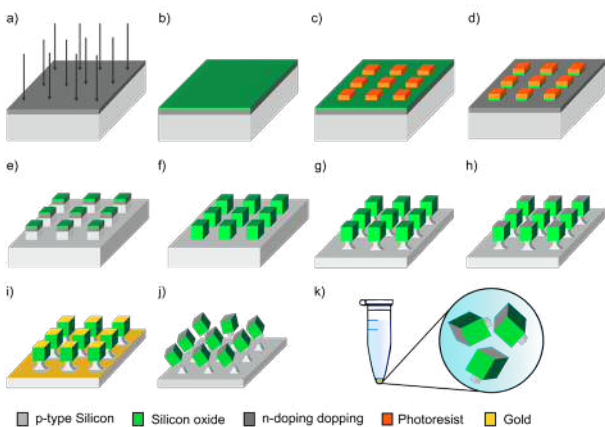 a)
b)
c)
d)
e)
f)
g)
h)
i)
j)
k)
p-type Silicon
Silicon oxide
n-doping dopping
Photoresist
Gold